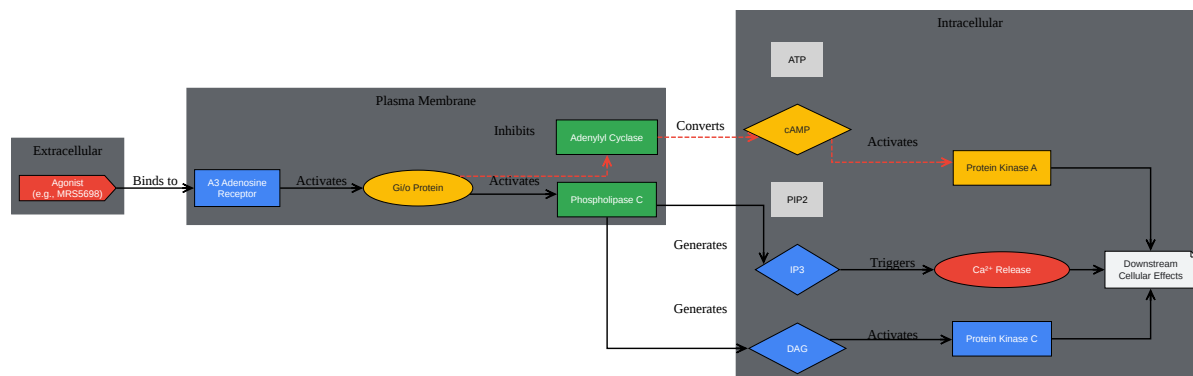 Intracellular
ATP
Plasma Membrane
Inhibits
Adenylyl Cyclase
Converts
cAMP
Activates
Extracellular
Agonist
(e.g., MRS5698)
Binds to
A3 Adenosine
Receptor
Activates
Gi/o Protein
Activates
Phospholipase C
Protein Kinase A
PIP2
Generates
IP3
Triggers
Ca²⁺ Release
Downstream
Cellular Effects
Generates
DAG
Activates
Protein Kinase C